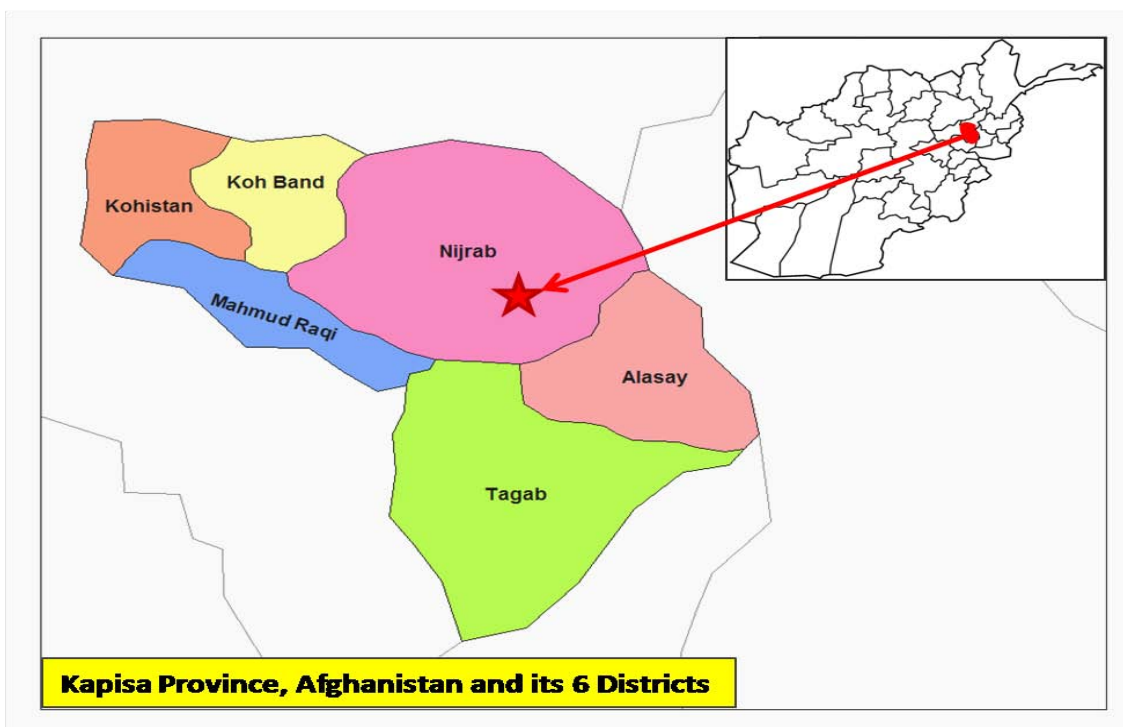 Koh Band
Kohistan
Nijrab
Mahmud Raqi
Alasay
Tagab
Kapisa Province, Afghanistan and its 6 Districts